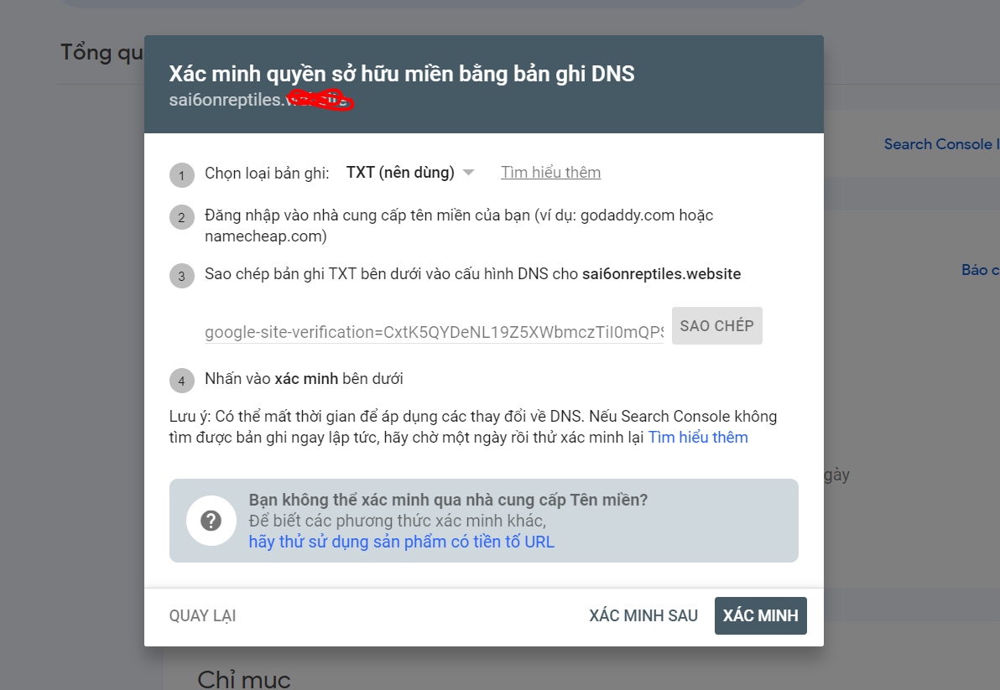 Tổng qu
Xác minh quyền sở hữu miền bằng bản ghi DNS
sai6onreptiles.
Search Console
1 Chọn loại bản ghi: TXT (nên dùng) Tìm hiểu thêm
2 Đăng nhập vào nhà cung cấp tên miền của bạn (ví dụ: godaddy.com hoặc
namecheap.com)
3 Sao chép bản ghi TXT bên dưới vào cấu hình DNS cho sai6onreptiles.website
Báo c
google-site-verification=CxtK5QYDeNL19Z5XWbmczTiI0mQPS
SAO CHÉP
4 Nhấn vào xác minh bên dưới
Lưu ý: Có thể mất thời gian để áp dụng các thay đổi về DNS. Nếu Search Console không
tìm được bản ghi ngay lập tức, hãy chờ một ngày rồi thử xác minh lại Tìm hiểu thêm
gày
Bạn không thể xác minh qua nhà cung cấp Tên miền?
Để biết các phương thức xác minh khác,
hãy thử sử dụng sản phẩm có tiền tố URL
QUAY LẠI
XÁC MINH SAU
XÁC MINH
Chỉ mục